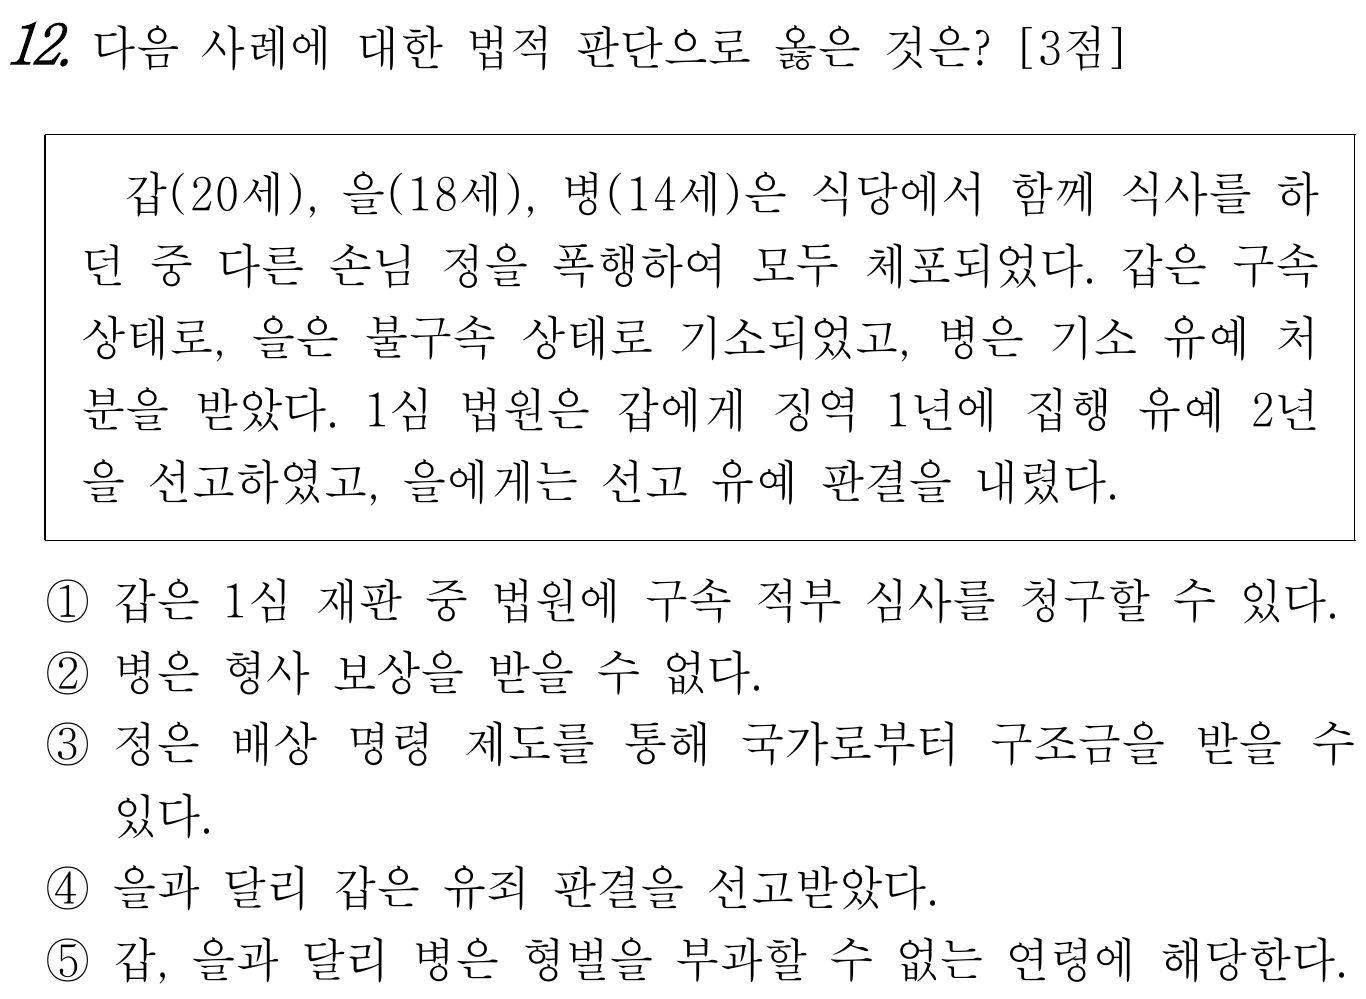 12. 다음 사례에 대한 법적 판단으로 옳은 것은? [3점]
갑(20세), 을(18세), 병(14세)은 식당에서 함께 식사를 하
던 중 다른 손님 정을 폭행하여 모두 체포되었다. 갑은 구속
상태로, 을은 불구속 상태로 기소되었고, 병은 기소 유예 처
분을 받았다. 1심 법원은 갑에게 징역 1년에 집행 유예 2년
을 선고하였고, 을에게는 선고 유예 판결을 내렸다.
① 갑은 1심 재판 중 법원에 구속 적부 심사를 청구할 수 있다.
② 병은 형사 보상을 받을 수 없다.
③ 정은 배상 명령 제도를 통해 국가로부터 구조금을 받을 수
있다.
④ 을과 달리 갑은 유죄 판결을 선고받았다.
⑤ 갑, 을과 달리 병은 형벌을 부과할 수 없는 연령에 해당한다.